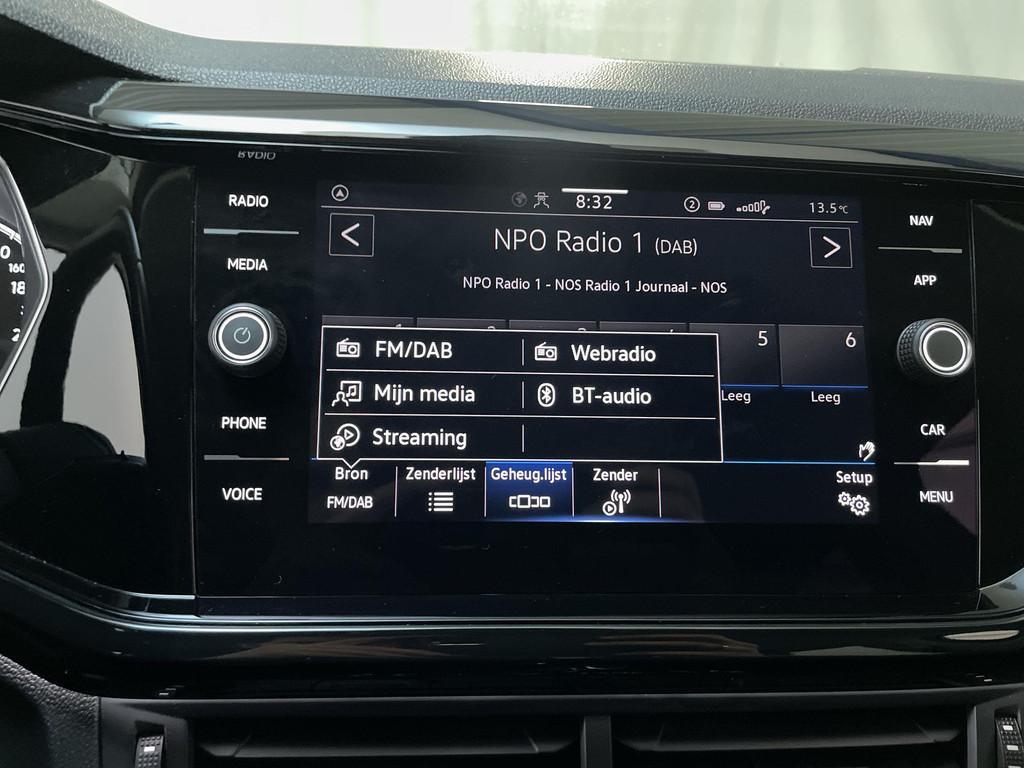 RADIO
MEDIA
PHONE
VOICE
8:32
2
13.5°C
NPO Radio 1 (DAB)
NPO Radio 1 - NOS Radio 1 Journaal - NOS
5
6
Leeg
Leeg
FM/DAB
Webradio
Mijn media
BT-audio
Streaming
Bron
FM/DAB
Zenderlijst
Geheug.lijst
Zender
Setup
NAV
APP
CAR
MENU
160